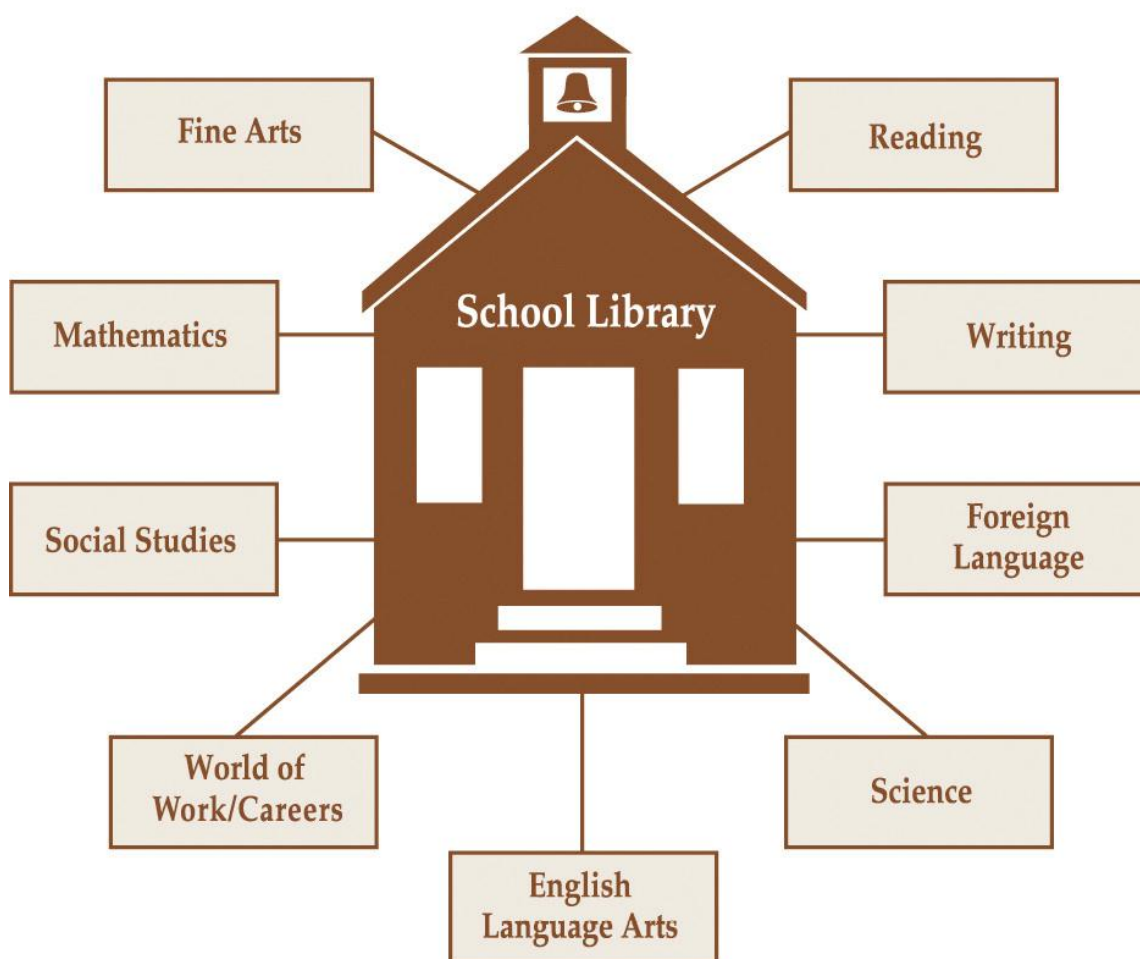 Fine Arts
Reading
School Library
Mathematics
Writing
Social Studies
Foreign
Language
World of
Work/Careers
Science
English
Language Arts